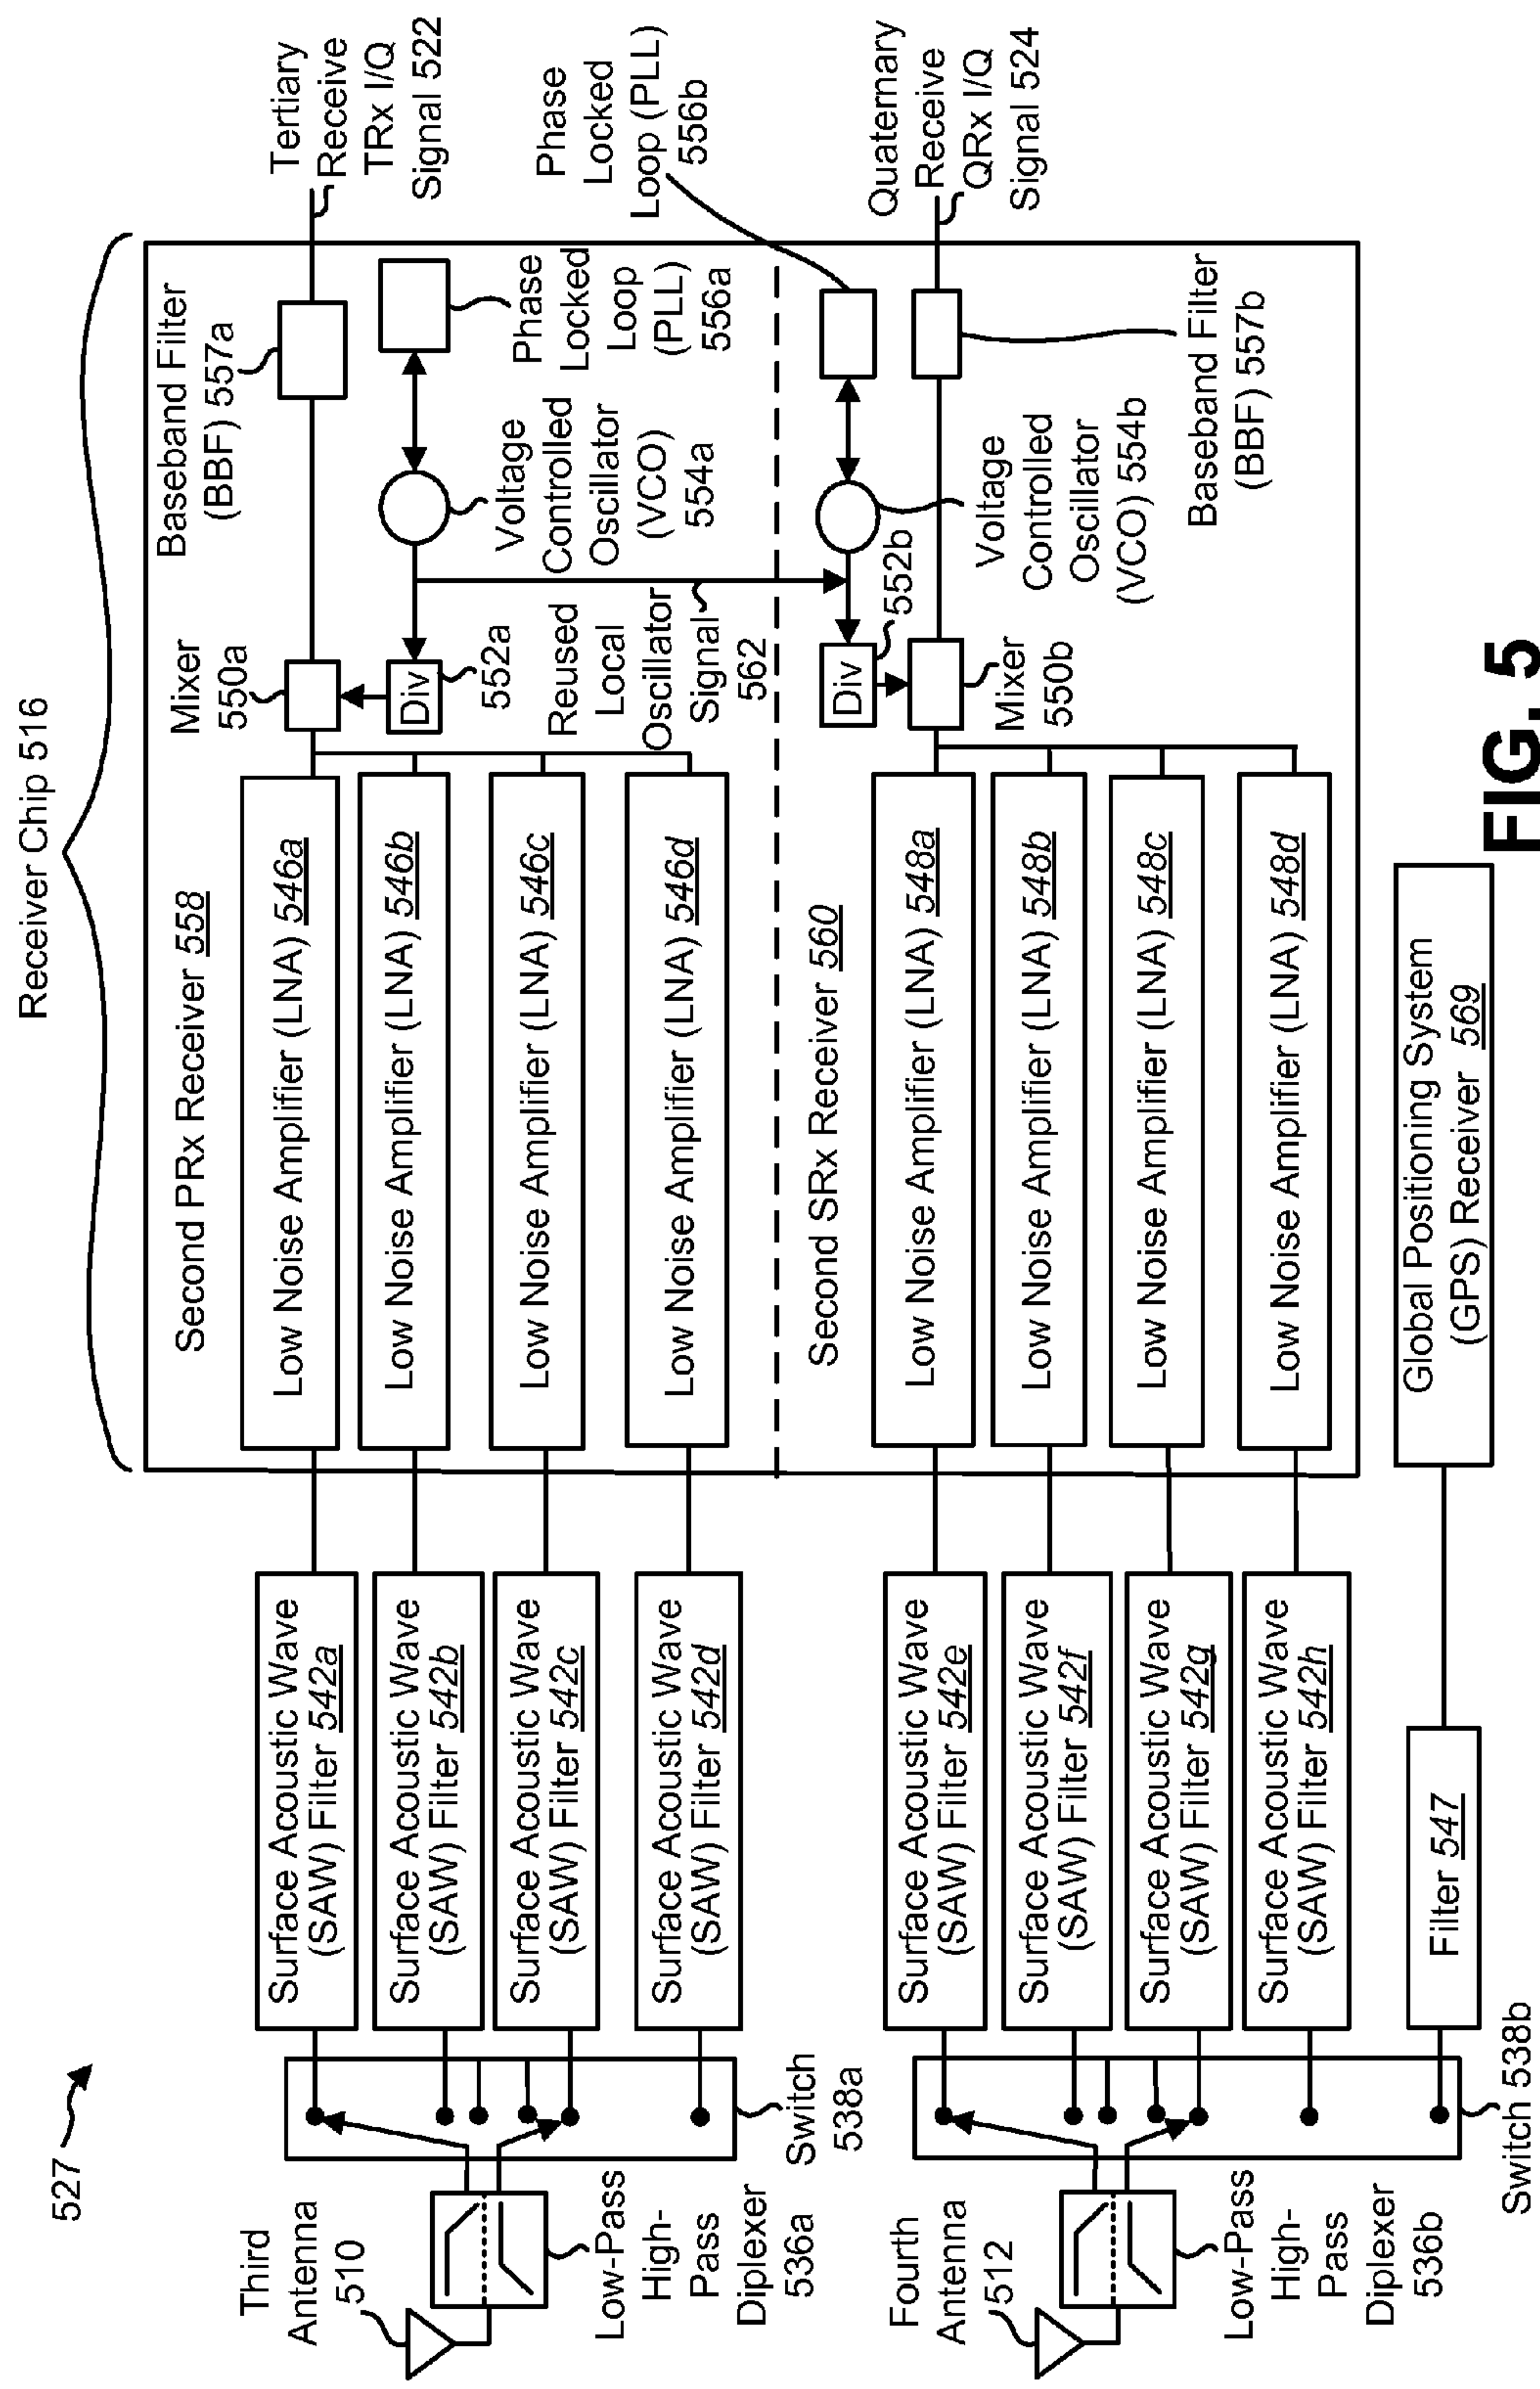 527
Receiver Chip 516
Third
Antenna
510
Low-Pass
High-
Pass
Diplexer
536a
Switch
538a
Surface Acoustic Wave
(SAW) Filter 542a
Surface Acoustic Wave
(SAW) Filter 542b
Surface Acoustic Wave
(SAW) Filter 542c
Surface Acoustic Wave
(SAW) Filter 542d
Second PRx Receiver 558
Low Noise Amplifier (LNA) 546a
Low Noise Amplifier (LNA) 546b
Low Noise Amplifier (LNA) 546c
Low Noise Amplifier (LNA) 546d
Mixer
550a
Div
552a
Reused
Local
Oscillator
Signal
562
Baseband Filter
(BBF) 557a
Voltage
Controlled
Oscillator
(VCO)
554a
Phase
Locked
Loop
(PLL)
556a
Tertiary
Receive
TRx I/Q
Signal 522
Phase
Locked
Loop (PLL)
556b
Fourth
Antenna
512
Low-Pass
High-
Pass
Diplexer
536b
Switch 538b
Surface Acoustic Wave
(SAW) Filter 542e
Surface Acoustic Wave
(SAW) Filter 542f
Surface Acoustic Wave
(SAW) Filter 542g
Surface Acoustic Wave
(SAW) Filter 542h
Filter 547
Second SRx Receiver 560
Low Noise Amplifier (LNA) 548a
Low Noise Amplifier (LNA) 548b
Low Noise Amplifier (LNA) 548c
Low Noise Amplifier (LNA) 548d
Global Positioning System
(GPS) Receiver 569
Div
552b
Mixer
550b
Voltage
Controlled
Oscillator
(VCO) 554b
Baseband Filter
(BBF) 557b
Quaternary
Receive
QRx I/Q
Signal 524
FIG. 5